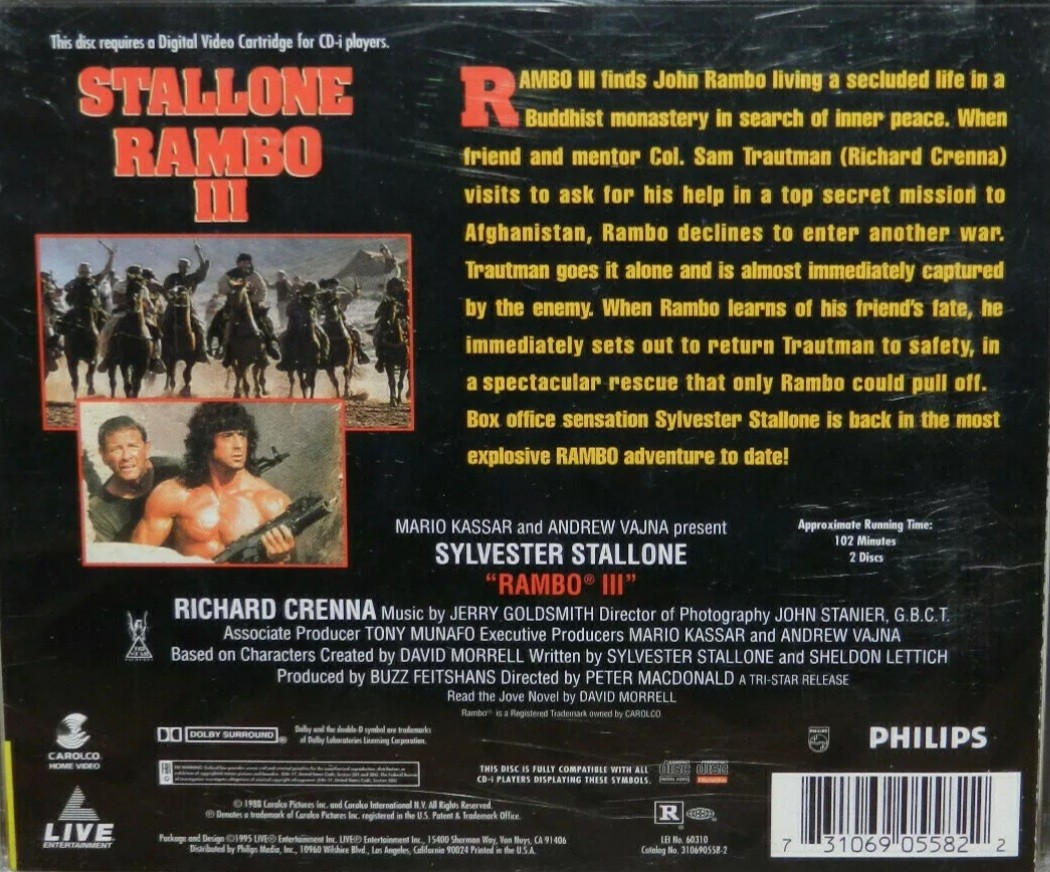 This disc requires a Digital Video Cartridge for CD-i players.
STALLONE
RAMBO
III
RAMBO III finds John Rambo living a secluded life in a
Buddhist monastery in search of inner peace. When
friend and mentor Col. Sam Trautman (Richard Crenna)
visits to ask for his help in a top secret mission to
Afghanistan, Rambo declines to enter another war.
Trautman goes it alone and is almost immediately captured
by the enemy. When Rambo learns of his friend's fate, he
immediately sets out to return Trautman to safety, in
a spectacular rescue that only Rambo could pull off.
Box office sensation Sylvester Stallone is back in the most
explosive RAMBO adventure to date!
MARIO KASSAR and ANDREW VAJNA present
SYLVESTER STALLONE
"RAMBO® III"
Approximate Running Time:
102 Minutes
2 Discs
RICHARD CRENNA Music by JERRY GOLDSMITH Director of Photography JOHN STANIER, G.B.C.T.
Associate Producer TONY MUNAFO Executive Producers MARIO KASSAR and ANDREW VAJNA
Based on Characters Created by DAVID MORRELL Written by SYLVESTER STALLONE and SHELDON LETTICH
Produced by BUZZ FEITSHANS Directed by PETER MACDONALD A TRI-STAR RELEASE
Read the Jove Novel by DAVID MORRELL
Rambo® is a Registered Trademark owned by CAROLCO
CAROLCO
HOME VIDEO
DOLBY SURROUND®
Dolby and the double-D symbol are trademarks
of Dolby Laboratories Licensing Corporation.
PHILIPS
PHILIPS
THIS DISC IS FULLY COMPATIBLE WITH ALL
CD-i PLAYERS DISPLAYING THESE SYMBOLS.
disc disc
LIVE
ENTERTAINMENT
© 1988 Carolco Pictures Inc. and Carolco International N.V. All Rights Reserved.
Ⓟ Denotes a trademark of Carolco Pictures Inc. registered in the U.S. Patent & Trademark Office.
Package and Design ©1995 LIVE® Entertainment Inc. LIVE® Entertainment Inc., 15400 Sherman Way, Van Nuys, CA 91406
Distributed by Philips Media, Inc., 10960 Wilshire Blvd., Los Angeles, California 90024 Printed in the U.S.A.
R
LEI No. 60310
Catalog No. 310690558-2
7 31069 05582 2